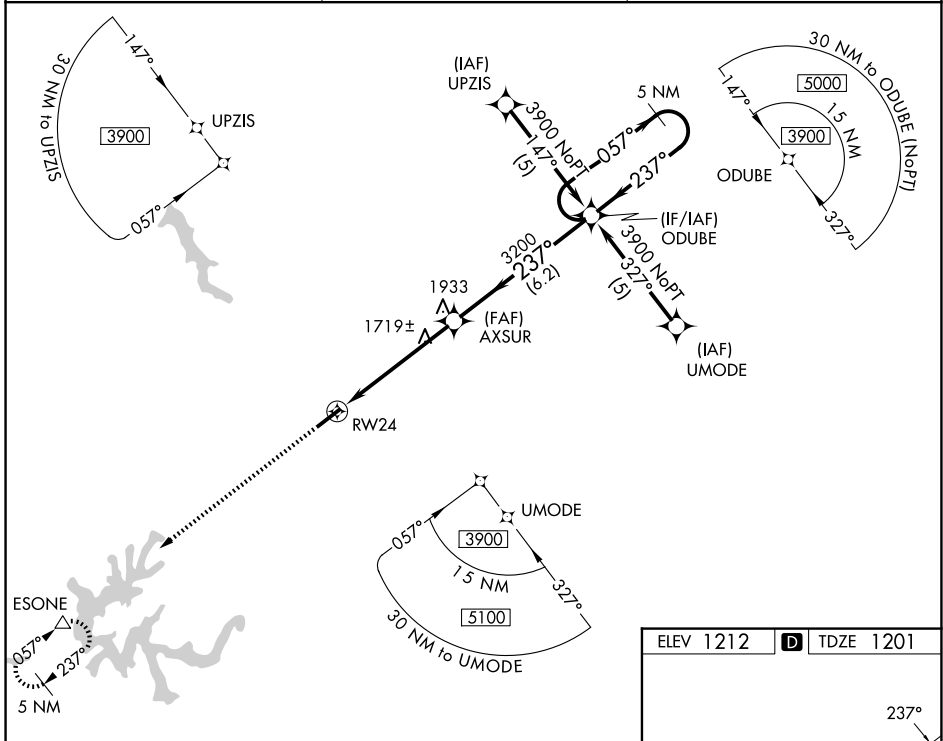 147°
30 NM to UPZIS
3900
UPZIS
057°
(IAF)
UPZIS
3900 NoPT
147°
(5)
5 NM
057°
237°
(IF/IAF)
ODUBE
3900 NoPT
327°
(5)
(IAF)
UMODE
30 NM to ODUBE (NoPT)
5000
147°
15 NM
3900
ODUBE
327°
3200
237°
(6.2)
1933
1719±
(FAF)
AXSUR
RW24
UMODE
057°
3900
15 NM
327°
5100
30 NM to UMODE
ESONE
057°
237°
5 NM
ELEV 1212 D TDZE 1201
237°